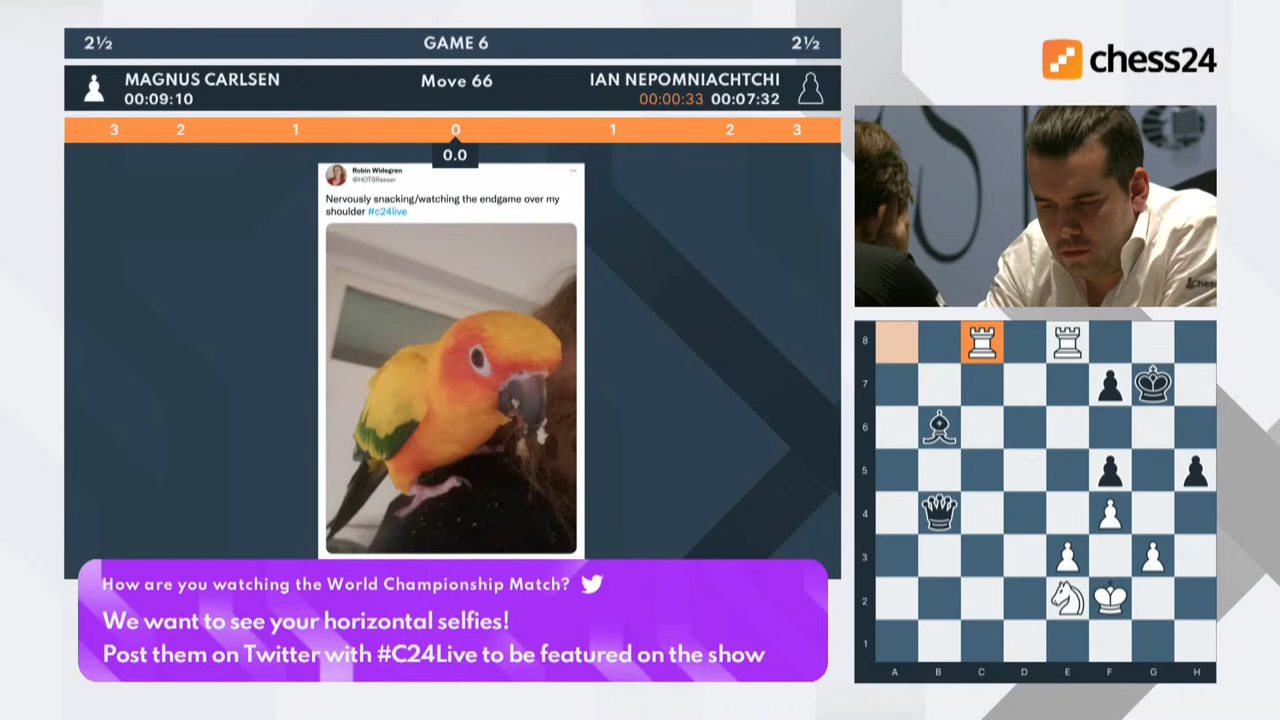 2½ GAME 6 2½
MAGNUS CARLSEN Move 66 IAN NEPOMNIACHTCHI
00:09:10 00:00:33 00:07:32
3 2 1 0 1 2 3
0.0
Robin Widegren
@HOTBRaeser
Nervously snacking/watching the endgame over my
shoulder #c24live
How are you watching the World Championship Match?
We want to see your horizontal selfies!
Post them on Twitter with #C24Live to be featured on the show
chess24
Chess
8
7
6
5
4
3
2
1
A B C D E F G H